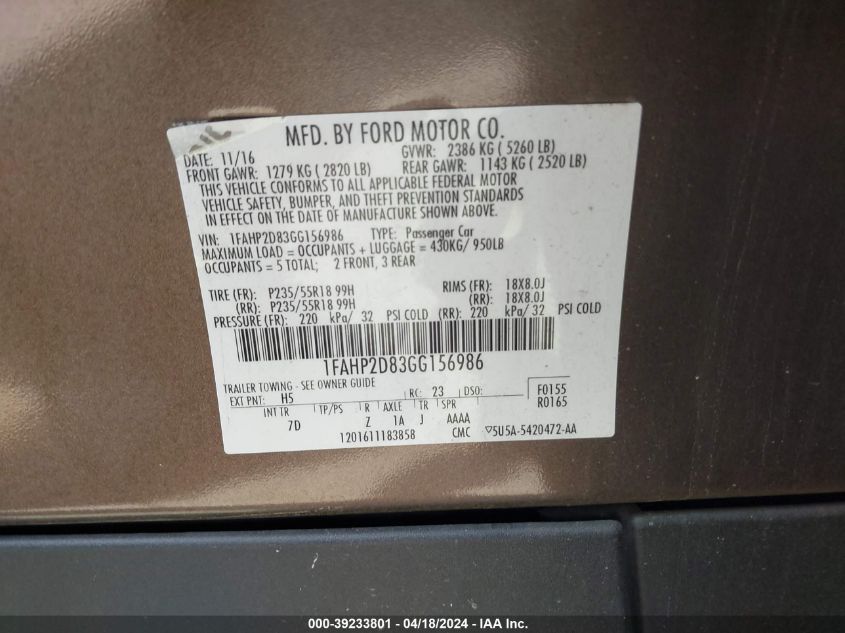 MFD. BY FORD MOTOR CO.
DATE: 11/16 GVWR: 2386 KG ( 5260 LB)
FRONT GAWR: 1279 KG ( 2820 LB) REAR GAWR: 1143 KG ( 2520 LB)
THIS VEHICLE CONFORMS TO ALL APPLICABLE FEDERAL MOTOR
VEHICLE SAFETY, BUMPER, AND THEFT PREVENTION STANDARDS
IN EFFECT ON THE DATE OF MANUFACTURE SHOWN ABOVE.
VIN: 1FAHP2D83GG156986 TYPE: Passenger Car
MAXIMUM LOAD = OCCUPANTS + LUGGAGE = 430KG/ 950LB
OCCUPANTS = 5 TOTAL; 2 FRONT, 3 REAR
TIRE (FR): P235/55R18 99H RIMS (FR): 18X8.0J
(RR): P235/55R18 99H (RR): 18X8.0J
PRESSURE (FR): 220 kPa/ 32 PSI COLD (RR): 220 kPa/ 32 PSI COLD
1FAHP2D83GG156986
TRAILER TOWING - SEE OWNER GUIDE
EXT PNT: H5 RC: 23 DSO: F0155
INT TR TP/PS R AXLE TR SPR R0165
7D Z 1A J AAAA
1201611183858 CMC 5U5A-5420472-AA
000-39233801 - 04/18/2024 - IAA Inc.